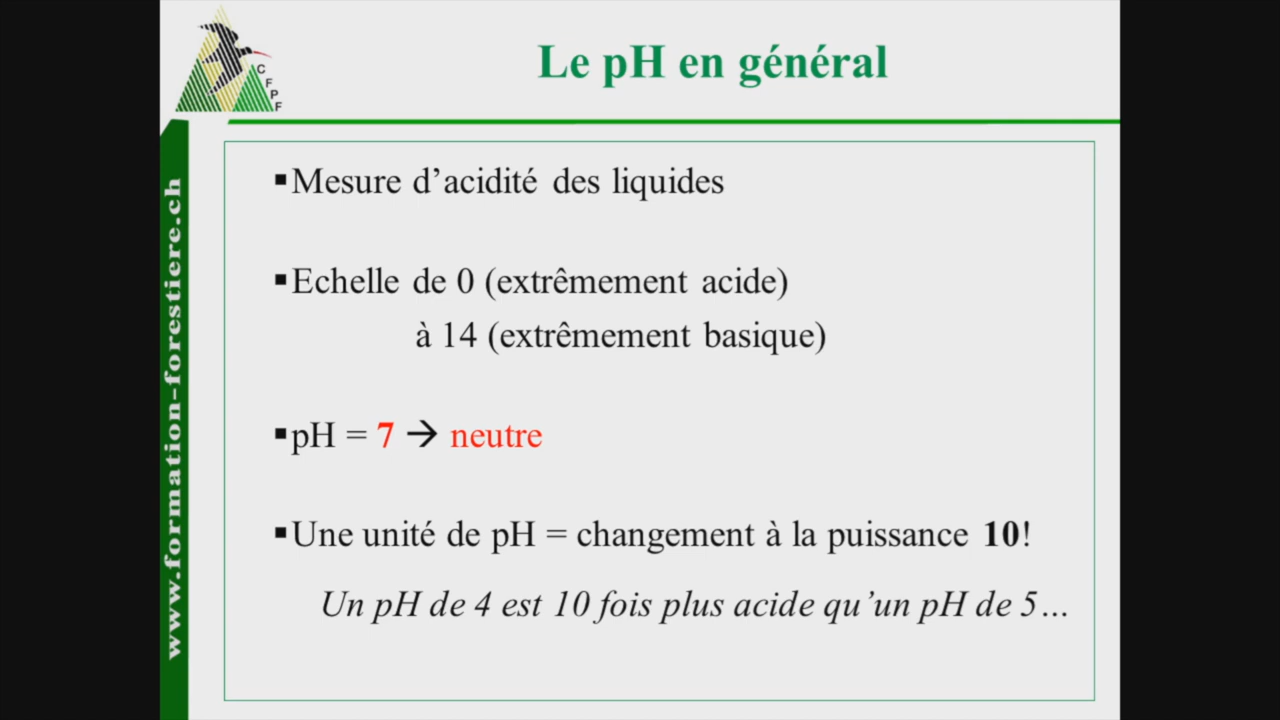 C
F
P
F
Le pH en général
www.formation-forestiere.ch
▪Mesure d’acidité des liquides
▪Echelle de 0 (extrêmement acide)
à 14 (extrêmement basique)
▪pH = 7 → neutre
▪Une unité de pH = changement à la puissance 10!
Un pH de 4 est 10 fois plus acide qu’un pH de 5…